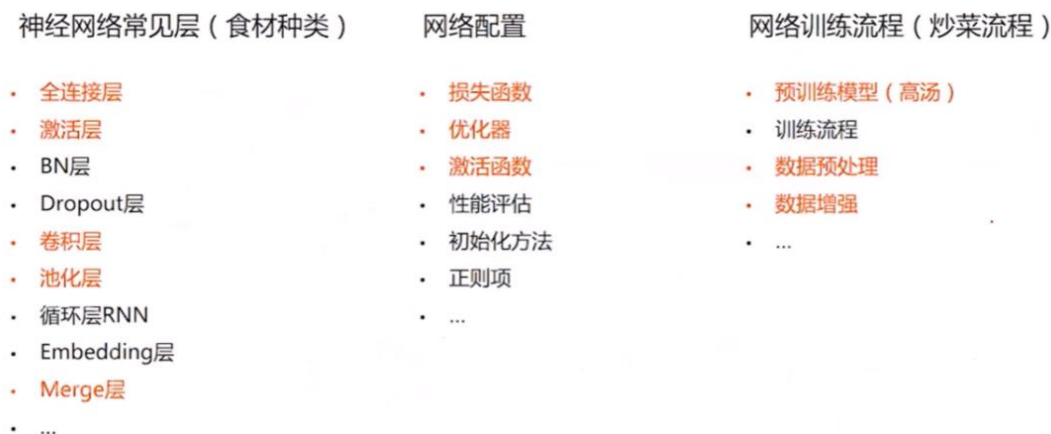 神经网络常见层（食材种类）
• 全连接层
• 激活层
• BN层
• Dropout层
• 卷积层
• 池化层
• 循环层RNN
• Embedding层
• Merge层
• ...
网络配置
• 损失函数
• 优化器
• 激活函数
• 性能评估
• 初始化方法
• 正则项
• ...
网络训练流程（炒菜流程）
• 预训练模型（高汤）
• 训练流程
• 数据预处理
• 数据增强
• ...